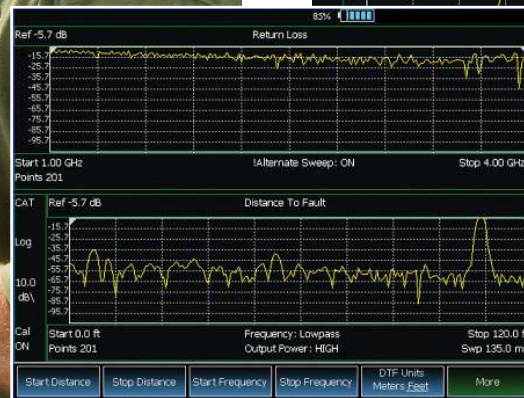 85%
Ref -5.7 dB Return Loss
-15.7
-25.7
-35.7
-45.7
-55.7
-65.7
-75.7
-85.7
-95.7
Start 1.00 GHz !Alternate Sweep: ON Stop 4.00 GHz
Points 201
CAT Ref -5.7 dB Distance To Fault
-15.7
-25.7
-35.7
Log -45.7
-55.7
-65.7
10.0 -75.7
dB\ -85.7
-95.7
Cal Start 0.0 ft Frequency: Lowpass Stop 120.0 f
ON Points 201 Output Power: HIGH Swp 135.0 m
Start Distance Stop Distance Start Frequency Stop Frequency DTF Units More
Meters Feet